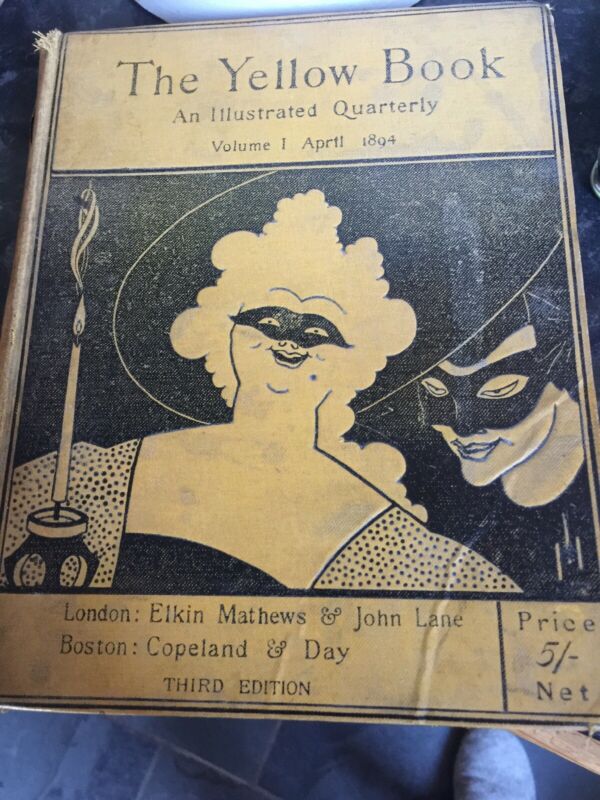 The Yellow Book
An Illustrated Quarterly
Volume I April 1894
London: Elkin Mathews & John Lane
Boston: Copeland & Day
THIRD EDITION
Price
5/-
Net